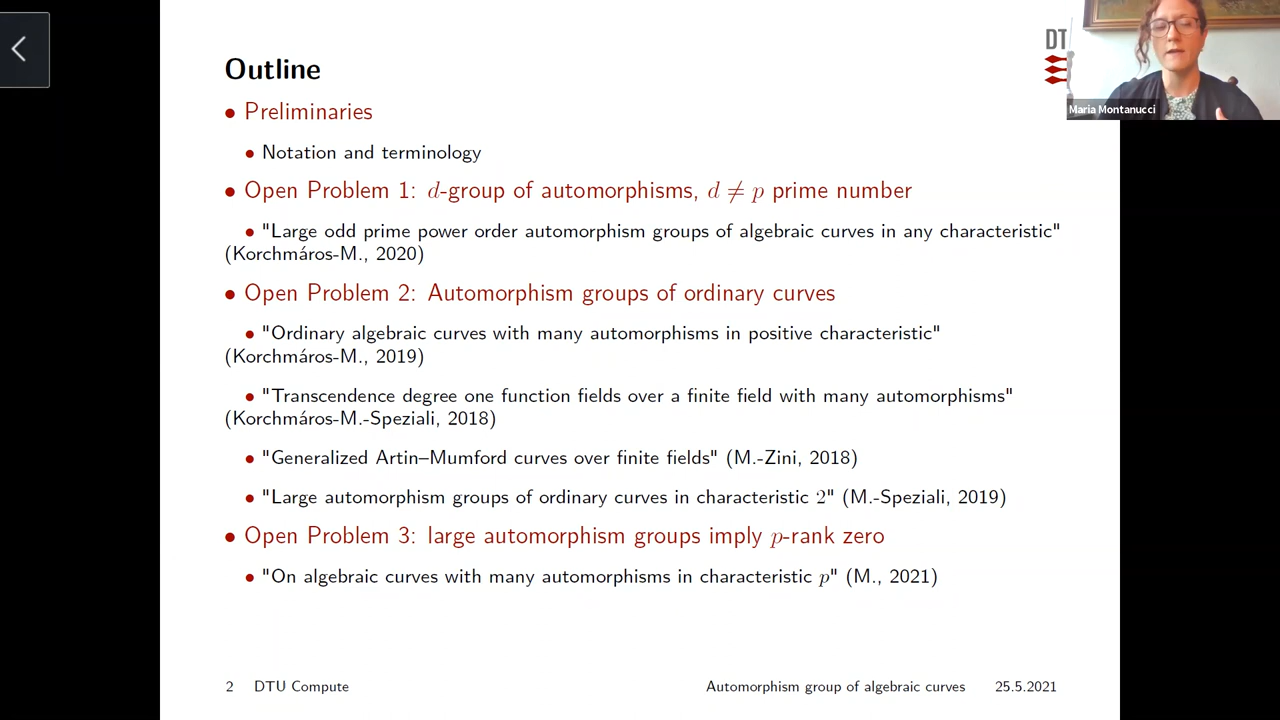 Outline
DT
Maria Montanucci
• Preliminaries
• Notation and terminology
• Open Problem 1: d-group of automorphisms, d ≠ p prime number
• "Large odd prime power order automorphism groups of algebraic curves in any characteristic"
(Korchmáros-M., 2020)
• Open Problem 2: Automorphism groups of ordinary curves
• "Ordinary algebraic curves with many automorphisms in positive characteristic"
(Korchmáros-M., 2019)
• "Transcendence degree one function fields over a finite field with many automorphisms"
(Korchmáros-M.-Speziali, 2018)
• "Generalized Artin–Mumford curves over finite fields" (M.-Zini, 2018)
• "Large automorphism groups of ordinary curves in characteristic 2" (M.-Speziali, 2019)
• Open Problem 3: large automorphism groups imply p-rank zero
• "On algebraic curves with many automorphisms in characteristic p" (M., 2021)
2 DTU Compute Automorphism group of algebraic curves 25.5.2021